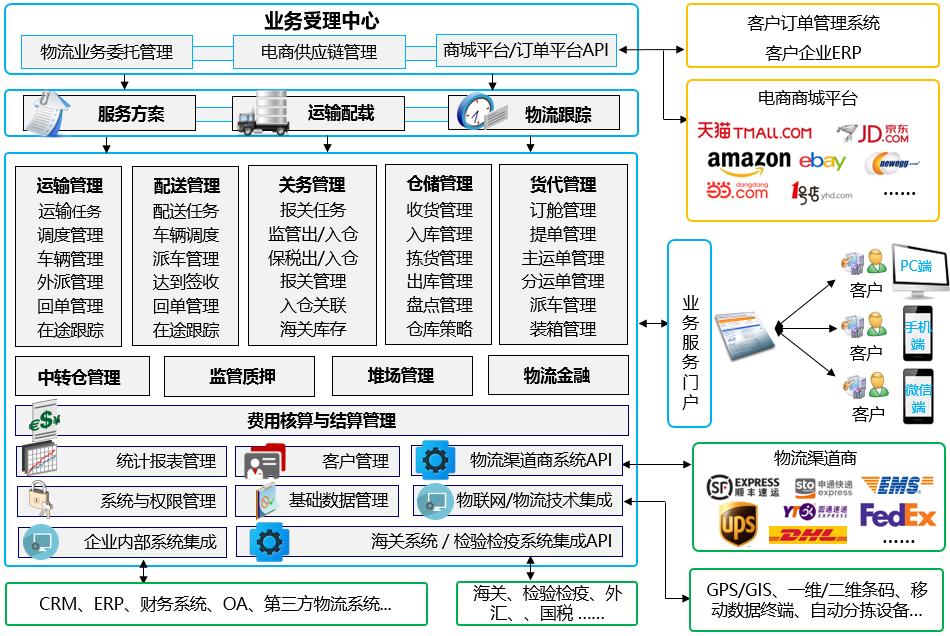 业务受理中心
物流业务委托管理
电商供应链管理
商城平台/订单平台API
客户订单管理系统
客户企业ERP
服务方案
运输配载
物流跟踪
电商商城平台
天猫 TMALL.COM
JD京东.COM
amazon
ebay
newegg.com
当当.com dangdang
1号店 yhd.com
······
运输管理
运输任务
调度管理
车辆管理
外派管理
回单管理
在途跟踪
配送管理
配送任务
车辆调度
派车管理
达到签收
回单管理
在途跟踪
关务管理
报关任务
监管出/入仓
保税出/入仓
报关管理
入仓关联
海关库存
仓储管理
收货管理
入库管理
拣货管理
出库管理
盘点管理
仓库策略
货代管理
订舱管理
提单管理
主运单管理
分运单管理
派车管理
装箱管理
中转仓管理
监管质押
堆场管理
物流金融
€$¥
费用核算与结算管理
统计报表管理
客户管理
物流渠道商系统API
系统与权限管理
基础数据管理
物联网/物流技术集成
企业内部系统集成
海关系统 / 检验检疫系统集成API
业务服务门户
客户
PC端
客户
手机端
客户
微信端
物流渠道商
SF EXPRESS
顺丰速运
sto 申通快递
express
EMS
ups
YTO 圆通速递
EXPRESS
FedEx
DHL
······
CRM、ERP、财务系统、OA、第三方物流系统...
海关、检验检疫、外
汇、、国税 ......
GPS/GIS、一维/二维条码、移
动数据终端、自动分拣设备...